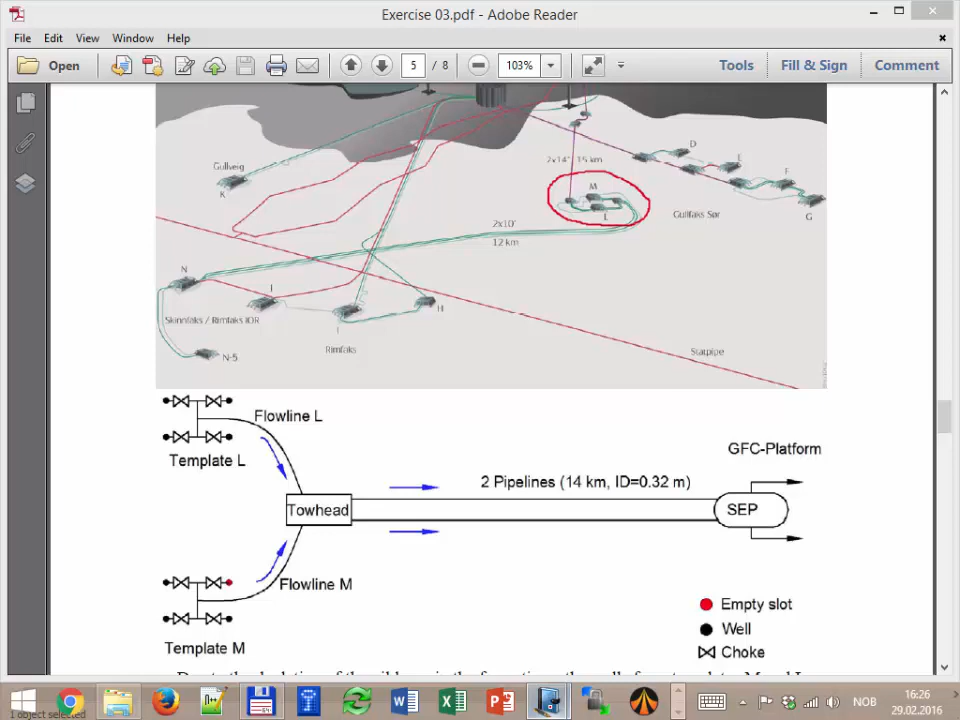 Exercise 03.pdf - Adobe Reader
File Edit View Window Help
Open 5 / 8 103% Tools Fill & Sign Comment
Gullveig
K
2x14", 15 km
D
E
F
G
M
L
Gullfaks Sør
2x10"
12 km
N
I
H
Skinnfaks / Rimfaks IOR
N-5
Rimfaks
Statpipe
Flowline L
Template L
GFC-Platform
2 Pipelines (14 km, ID=0.32 m)
Towhead
SEP
Flowline M
Template M
Empty slot
Well
Choke
NOB
16:26
29.02.2016
1 object selected